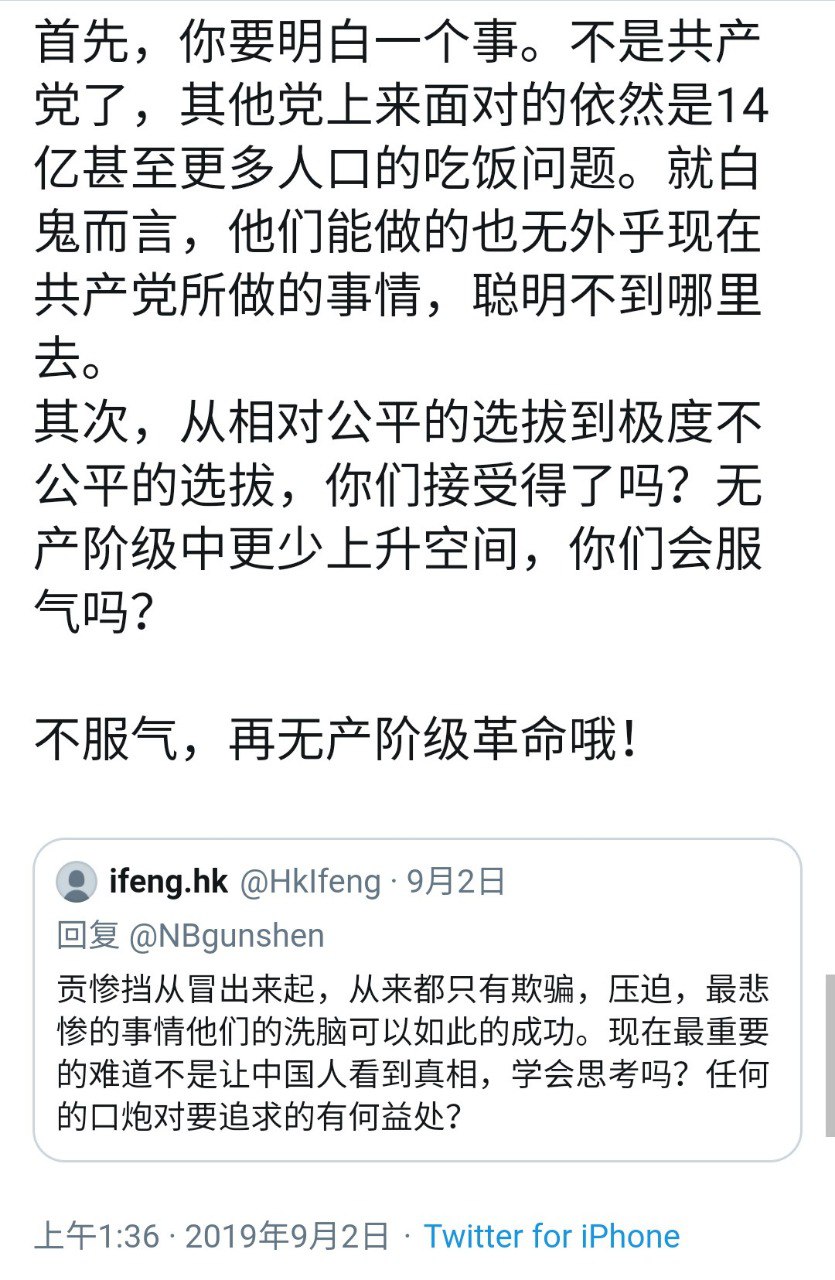 首先，你要明白一个事。不是共产
党了，其他党上来面对的依然是14
亿甚至更多人口的吃饭问题。就白
鬼而言，他们能做的也无外乎现在
共产党所做的事情，聪明不到哪里
去。
其次，从相对公平的选拔到极度不
公平的选拔，你们接受得了吗？无
产阶级中更少上升空间，你们会服
气吗？
不服气，再无产阶级革命哦！
ifeng.hk @HkIfeng · 9月2日
回复 @NBgunshen
贡惨挡从冒出来起，从来都只有欺骗，压迫，最悲
惨的事情他们的洗脑可以如此的成功。现在最重要
的难道不是让中国人看到真相，学会思考吗？任何
的口炮对要追求的有何益处？
上午1:36 · 2019年9月2日 · Twitter for iPhone